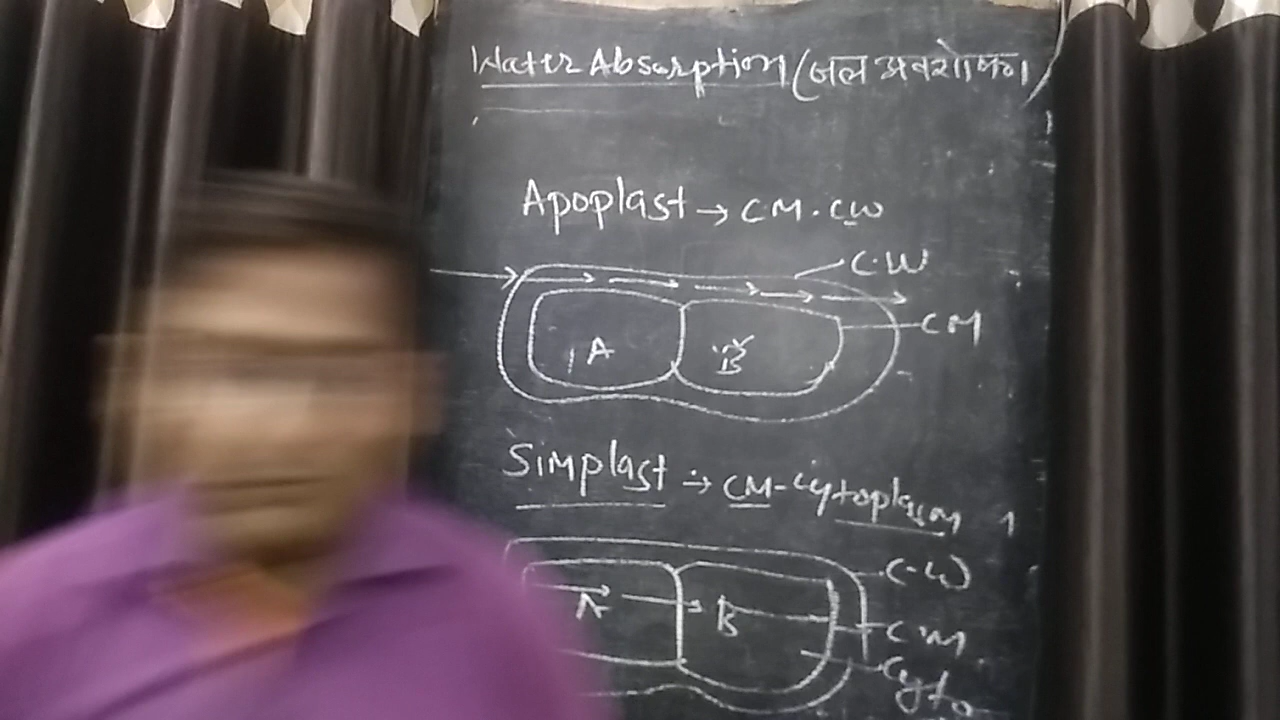 Water Absorption (जल अवशोषण)
Apoplast → CM. CW
C.W
CM
A
B
Simplast → CM - Cytoplasm
C.W
A
B
C.M
Cyto